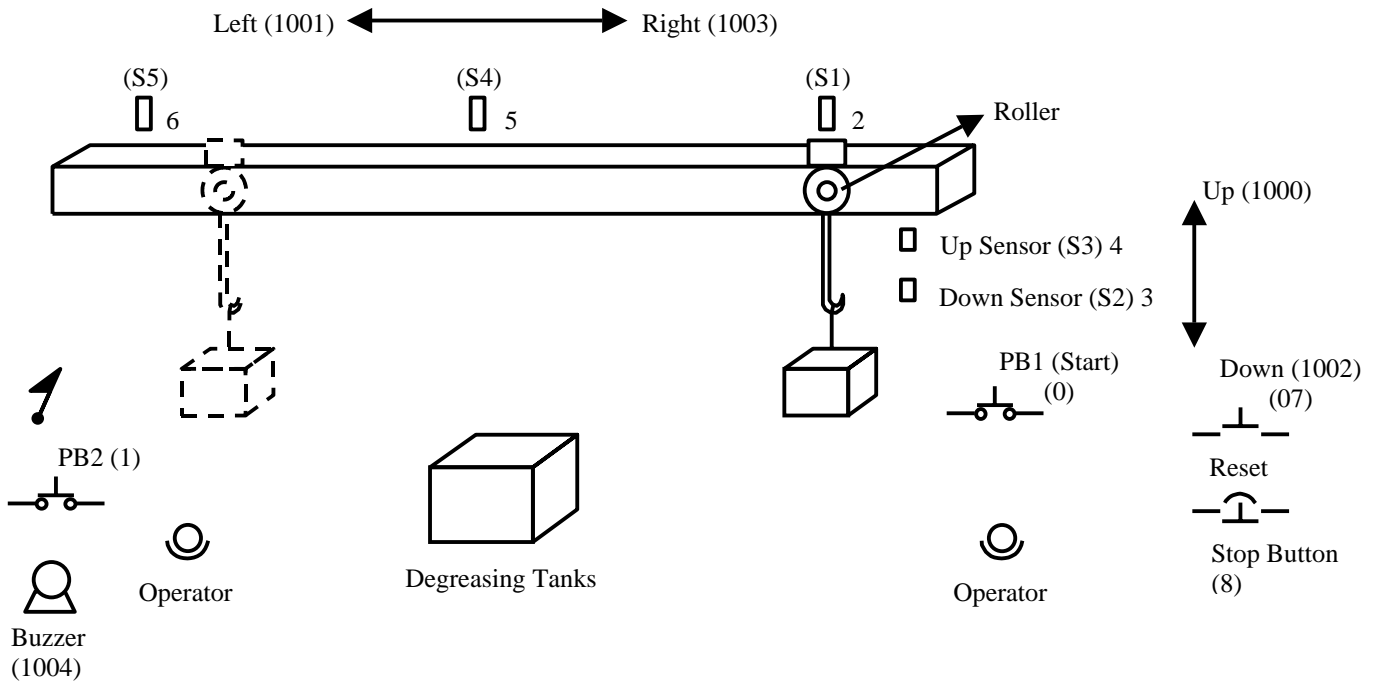 Left (1001)
Right (1003)
(S5)
(S4)
(S1)
6
5
2
Roller
Up (1000)
Up Sensor (S3) 4
Down Sensor (S2) 3
PB1 (Start)
(0)
Down (1002)
(07)
PB2 (1)
Reset
Stop Button
(8)
Degreasing Tanks
Operator
Operator
Buzzer
(1004)